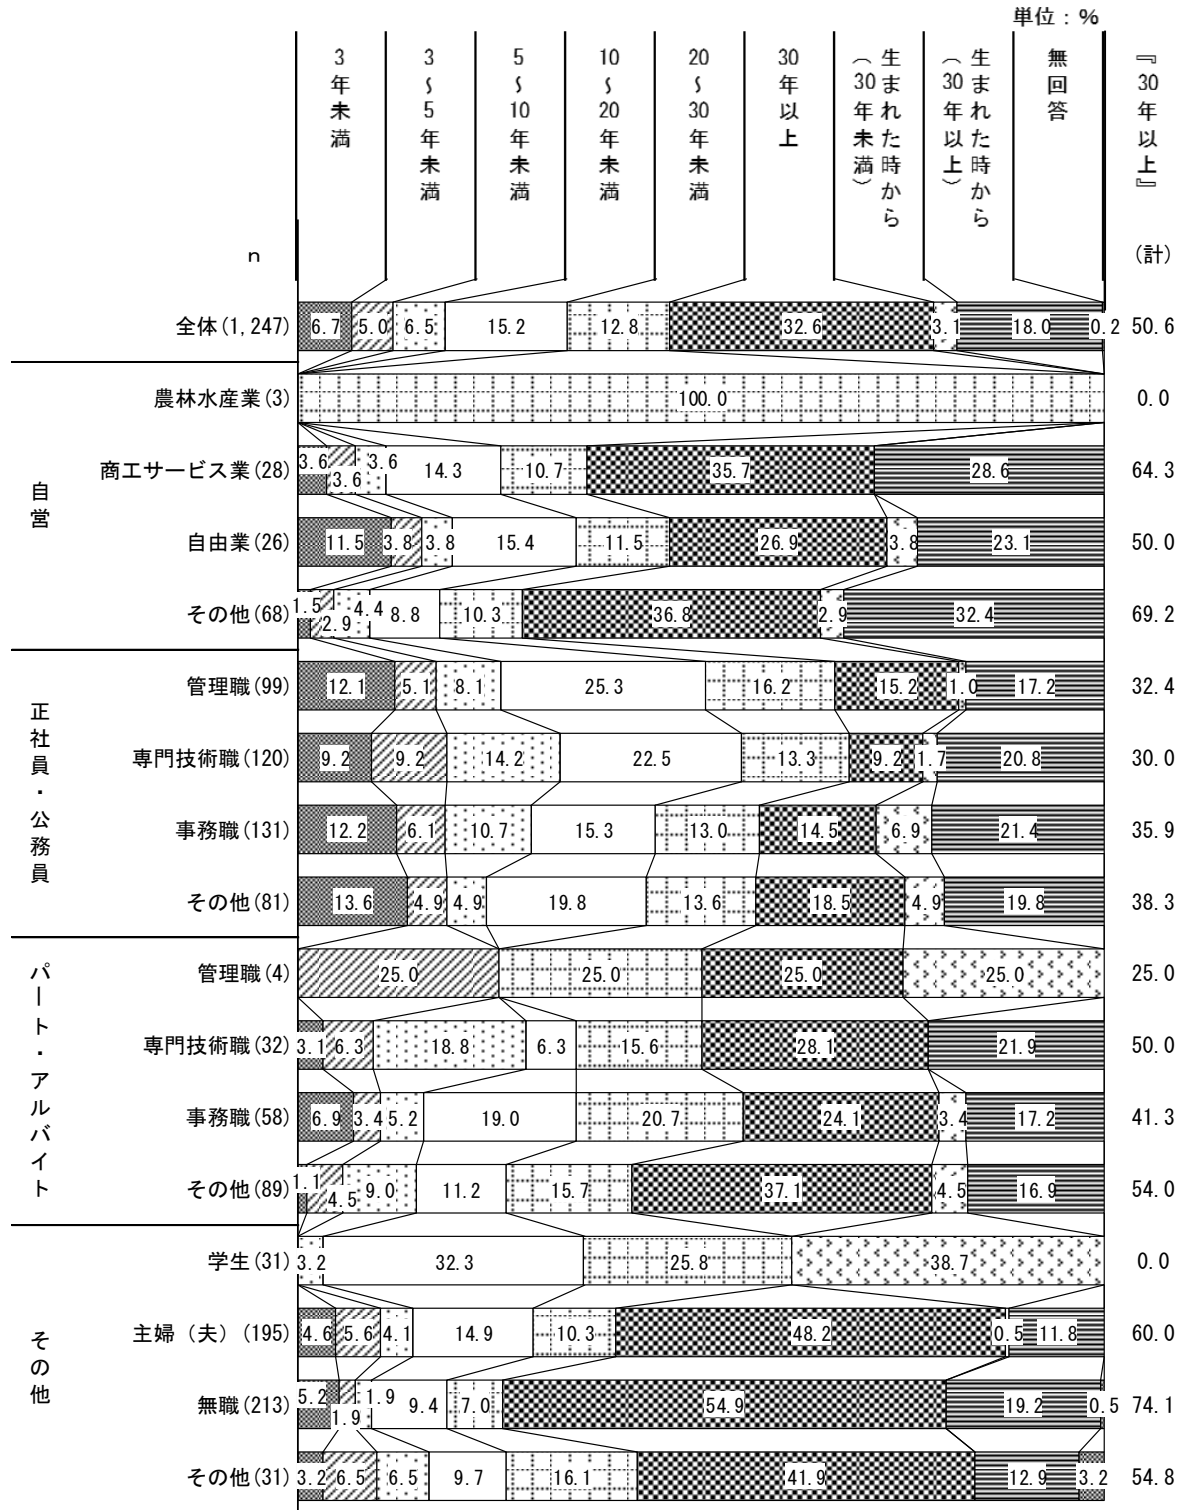 単位：%
3年未満
3～5年未満
5～10年未満
10～20年未満
20～30年未満
30年以上
生まれた時から
（30年未満）
生まれた時から
（30年以上）
無回答
『30年以上』
n
(計)
全体(1,247) 6.7 5.0 6.5 15.2 12.8 32.6 3.1 18.0 0.2 50.6
自営
農林水産業(3) 100.0 0.0
商工サービス業(28) 3.6 3.6 3.6 14.3 10.7 35.7 28.6 64.3
自由業(26) 11.5 3.8 3.8 15.4 11.5 26.9 3.8 23.1 50.0
その他(68) 1.5 2.9 4.4 8.8 10.3 36.8 2.9 32.4 69.2
正社員・公務員
管理職(99) 12.1 5.1 8.1 25.3 16.2 15.2 1.0 17.2 32.4
専門技術職(120) 9.2 9.2 14.2 22.5 13.3 9.2 1.7 20.8 30.0
事務職(131) 12.2 6.1 10.7 15.3 13.0 14.5 6.9 21.4 35.9
その他(81) 13.6 4.9 4.9 19.8 13.6 18.5 4.9 19.8 38.3
パート・アルバイト
管理職(4) 25.0 25.0 25.0 25.0 25.0
専門技術職(32) 3.1 6.3 18.8 6.3 15.6 28.1 21.9 50.0
事務職(58) 6.9 3.4 5.2 19.0 20.7 24.1 3.4 17.2 41.3
その他(89) 1.1 4.5 9.0 11.2 15.7 37.1 4.5 16.9 54.0
その他
学生(31) 3.2 32.3 25.8 38.7 0.0
主婦（夫）(195) 4.6 5.6 4.1 14.9 10.3 48.2 0.5 11.8 60.0
無職(213) 5.2 1.9 1.9 9.4 7.0 54.9 19.2 0.5 74.1
その他(31) 3.2 6.5 6.5 9.7 16.1 41.9 12.9 3.2 54.8